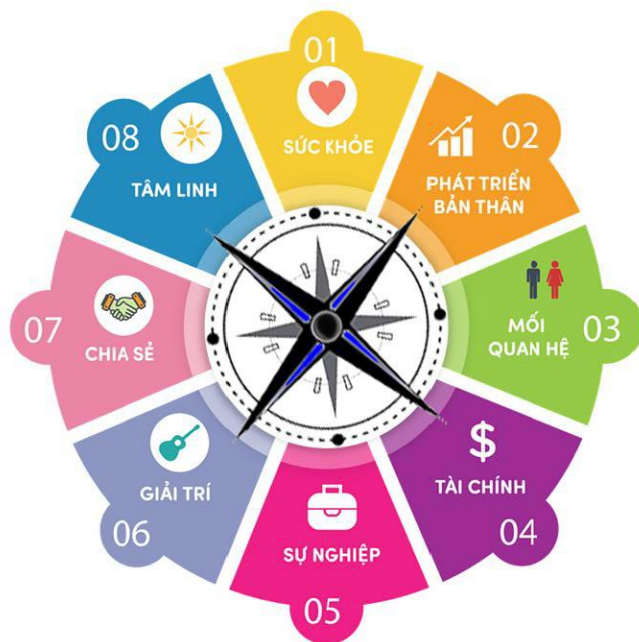 01
SỨC KHỎE
02
PHÁT TRIỂN
BẢN THÂN
03
MỐI
QUAN HỆ
$
TÀI CHÍNH
04
SỰ NGHIỆP
05
GIẢI TRÍ
06
07
CHIA SẺ
08
TÂM LINH